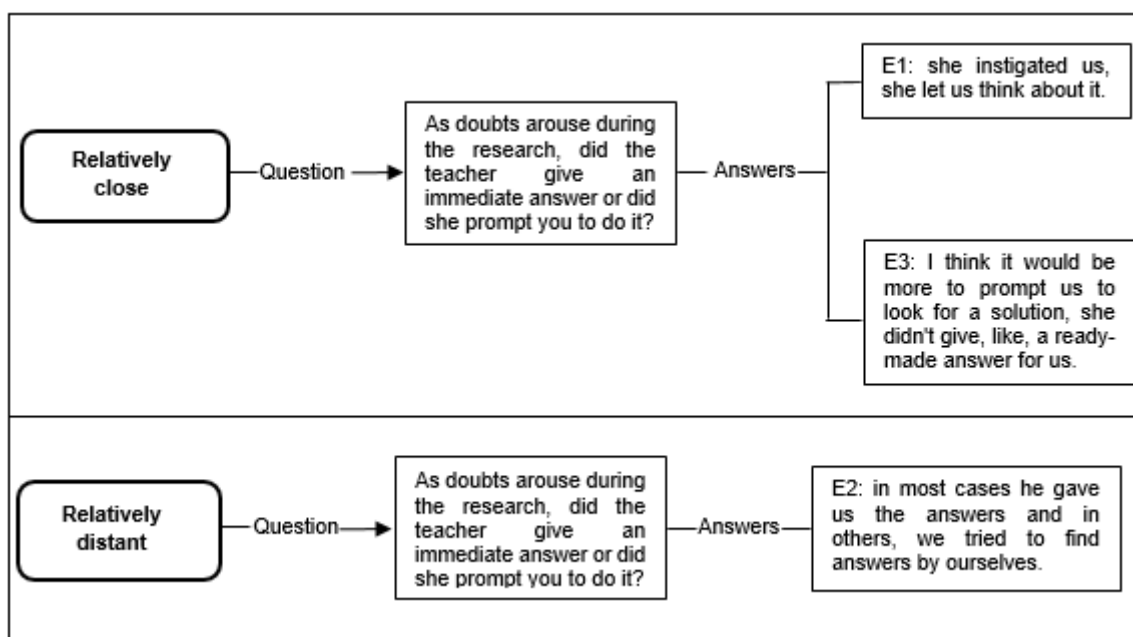 Relatively
close
Question
As doubts arouse during
the research, did the
teacher give an
immediate answer or did
she prompt you to do it?
Answers
E1: she instigated us,
she let us think about it.
E3: I think it would be
more to prompt us to
look for a solution, she
didn't give, like, a ready-
made answer for us.
Relatively
distant
Question
As doubts arouse during
the research, did the
teacher give an
immediate answer or did
she prompt you to do it?
Answers
E2: in most cases he gave
us the answers and in
others, we tried to find
answers by ourselves.